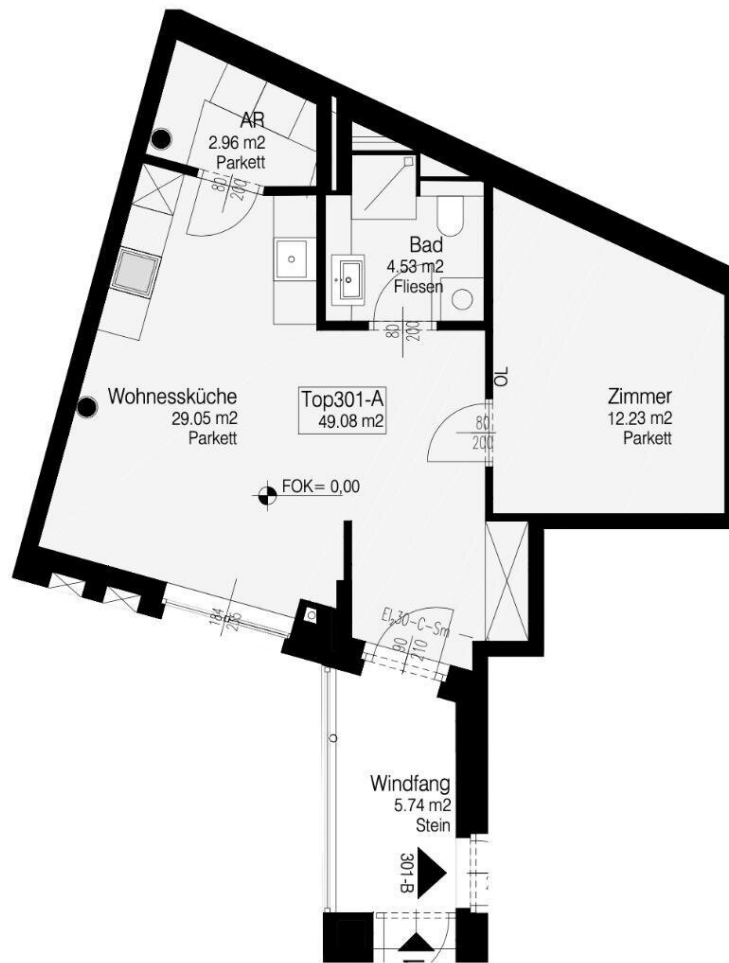 AR
2.96 m2
Parkett
80
200
Bad
4.53 m2
Fliesen
80
200
Wohnessküche
29.05 m2
Parkett
Top301-A
49.08 m2
OL
80
200
Zimmer
12.23 m2
Parkett
FOK= 0,00
184
EI₂30-C-Sm
90
210
Windfang
5.74 m2
Stein
301-B